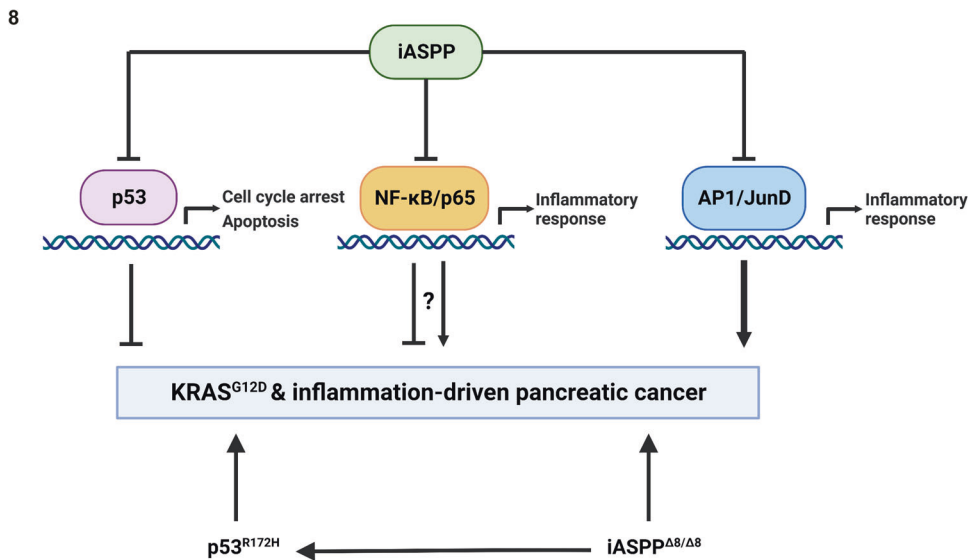 8
iASPP
p53
Cell cycle arrest
Apoptosis
NF-κB/p65
Inflammatory
response
AP1/JunD
Inflammatory
response
?
KRASG12D & inflammation-driven pancreatic cancer
p53R172H
iASPPΔ8/Δ8